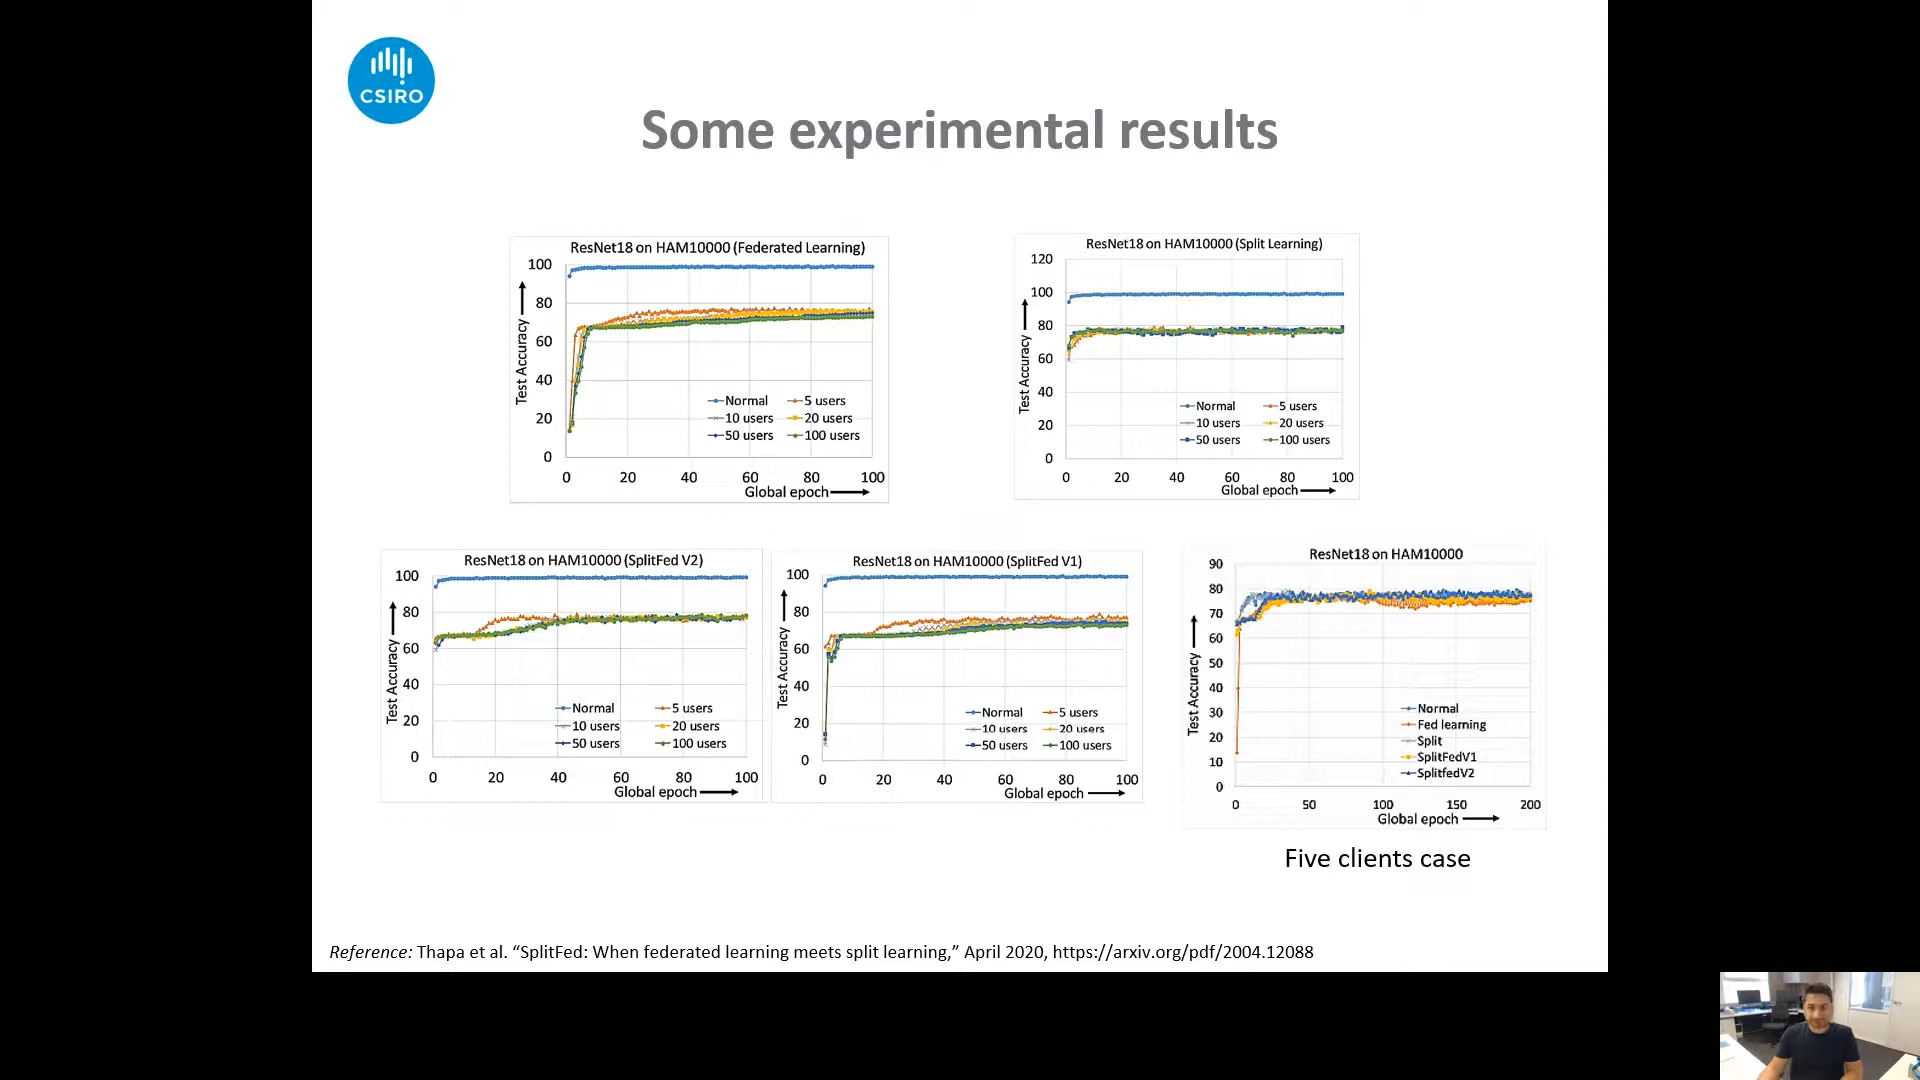 CSIRO
Some experimental results
ResNet18 on HAM10000 (Federated Learning)
100
80
60
40
20
0
Test Accuracy
Normal
5 users
10 users
20 users
50 users
100 users
0 20 40 60 80 100
Global epoch
ResNet18 on HAM10000 (Split Learning)
120
100
80
60
40
20
0
Test Accuracy
Normal
5 users
10 users
20 users
50 users
100 users
0 20 40 60 80 100
Global epoch
ResNet18 on HAM10000 (SplitFed V2)
100
80
60
40
20
0
Test Accuracy
Normal
5 users
10 users
20 users
50 users
100 users
0 20 40 60 80 100
Global epoch
ResNet18 on HAM10000 (SplitFed V1)
100
80
60
40
20
0
Test Accuracy
Normal
5 users
10 users
20 users
50 users
100 users
0 20 40 60 80 100
Global epoch
ResNet18 on HAM10000
90
80
70
60
50
40
30
20
10
0
Test Accuracy
Normal
Fed learning
Split
SplitFedV1
SplitfedV2
0 50 100 150 200
Global epoch
Five clients case
Reference: Thapa et al. “SplitFed: When federated learning meets split learning,” April 2020, https://arxiv.org/pdf/2004.12088